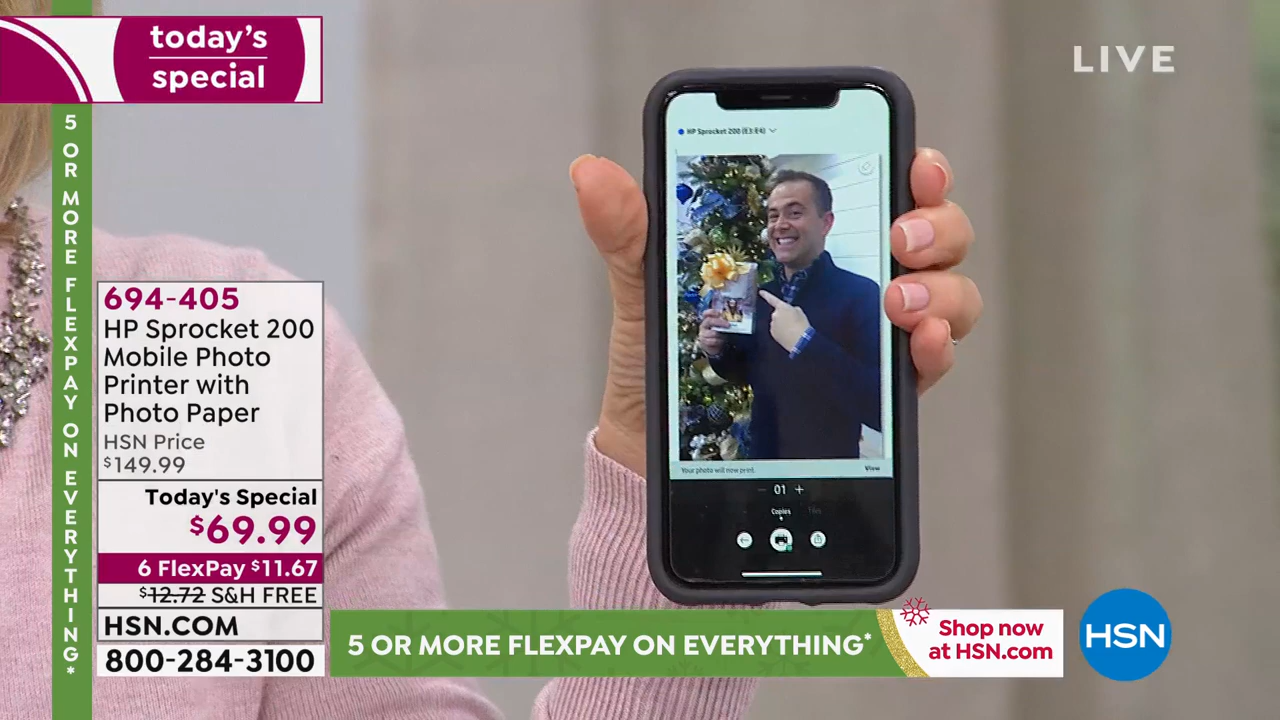 today's
special
LIVE
5 OR MORE FLEXPAY ON EVERYTHING*
694-405
HP Sprocket 200
Mobile Photo
Printer with
Photo Paper
HSN Price
$149.99
Today's Special
$69.99
6 FlexPay $11.67
$12.72 S&H FREE
HSN.COM
800-284-3100
HP Sprocket 200 (E3:E4)
Your photo will now print.
View
01 +
Copies
Tiles
5 OR MORE FLEXPAY ON EVERYTHING*
Shop now
at HSN.com
HSN